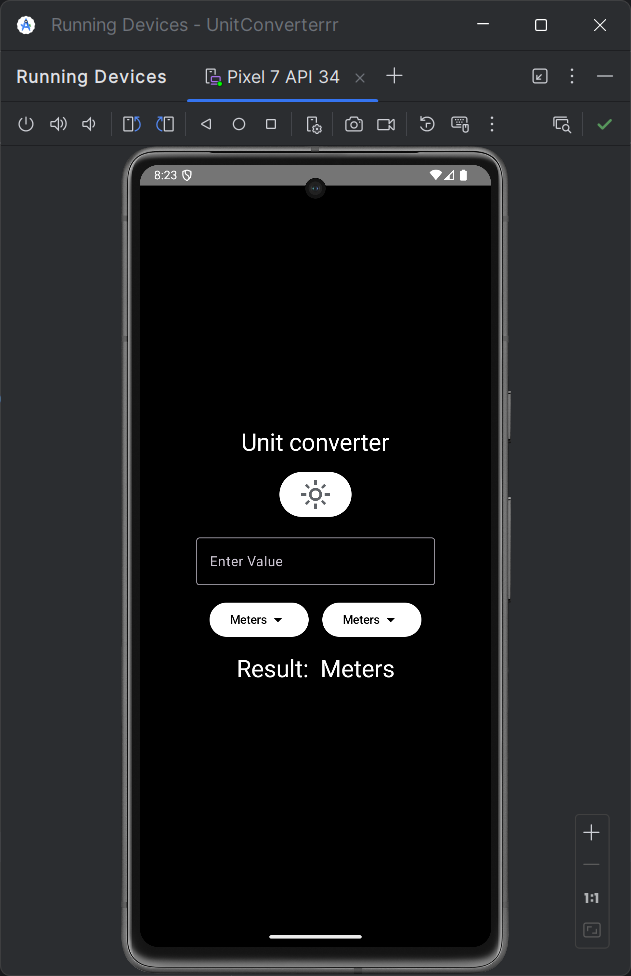 Running Devices - UnitConverterrr
Running Devices
Pixel 7 API 34
8:23
Unit converter
Enter Value
Meters
Meters
Result: Meters
1:1